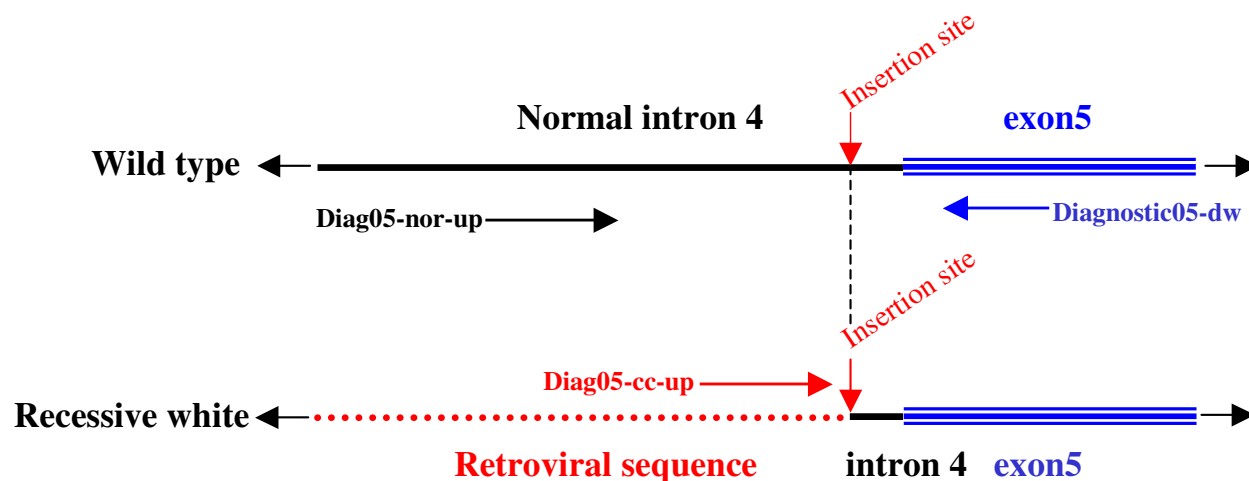 Insertion site
Normal intron 4
exon5
Wild type
Diag05-nor-up
Diagnostic05-dw
Insertion site
Diag05-cc-up
Recessive white
Retroviral sequence
intron 4
exon5